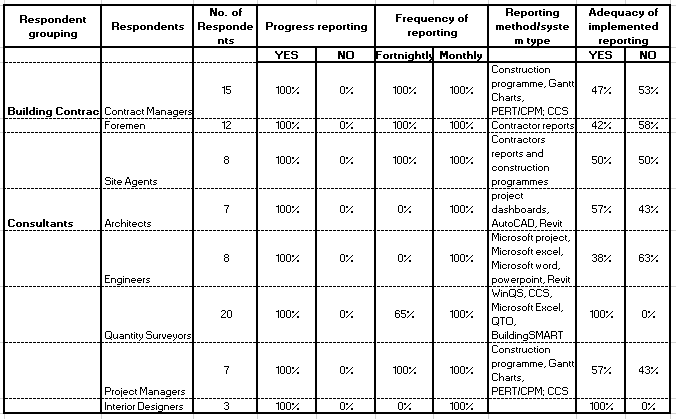 Respondent grouping Respondents No. of Respondents Progress reporting Frequency of reporting Reporting method/system type Adequacy of implemented reporting
YES NO Fortnightly Monthly YES NO
Building Contrac Contract Managers 15 100% 0% 100% 100% Construction programme, Gantt Charts, PERT/CPM; CCS 47% 53%
Foremen 12 100% 0% 100% 100% Contractor reports 42% 58%
Site Agents 8 100% 0% 100% 100% Contractors reports and construction programmes 50% 50%
Consultants Architects 7 100% 0% 0% 100% project dashboards, AutoCAD, Revit 57% 43%
Engineers 8 100% 0% 0% 100% Microsoft project, Microsoft excel, Microsoft word, powerpoint, Revit 38% 63%
Quantity Surveyors 20 100% 0% 65% 100% WinQS, CCS, Microsoft Excel, QTO, BuildingSMART 100% 0%
Project Managers 7 100% 0% 100% 100% Construction programme, Gantt Charts, PERT/CPM; CCS 57% 43%
Interior Designers 3 100% 0% 0% 100% 100% 0%